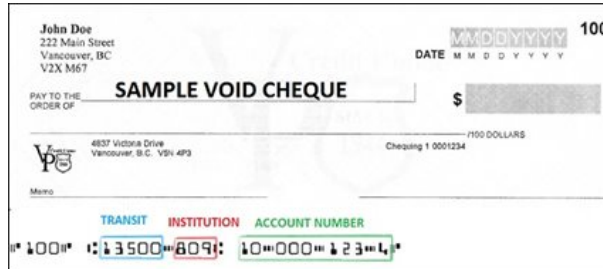 John Doe
222 Main Street
Vancouver, BC
V2X M67
100
MMDDYYYY
DATE M M D D Y Y Y Y
PAY TO THE
ORDER OF
SAMPLE VOID CHEQUE
$
/100 DOLLARS
4637 Victoria Drive
Vancouver, B.C. V5N 4P3
Chequing 1 0001234
VP
Memo
TRANSIT INSTITUTION ACCOUNT NUMBER
⑈100⑈ ⑆13500⑉809⑆ 10⑉000⑉123⑉4⑈